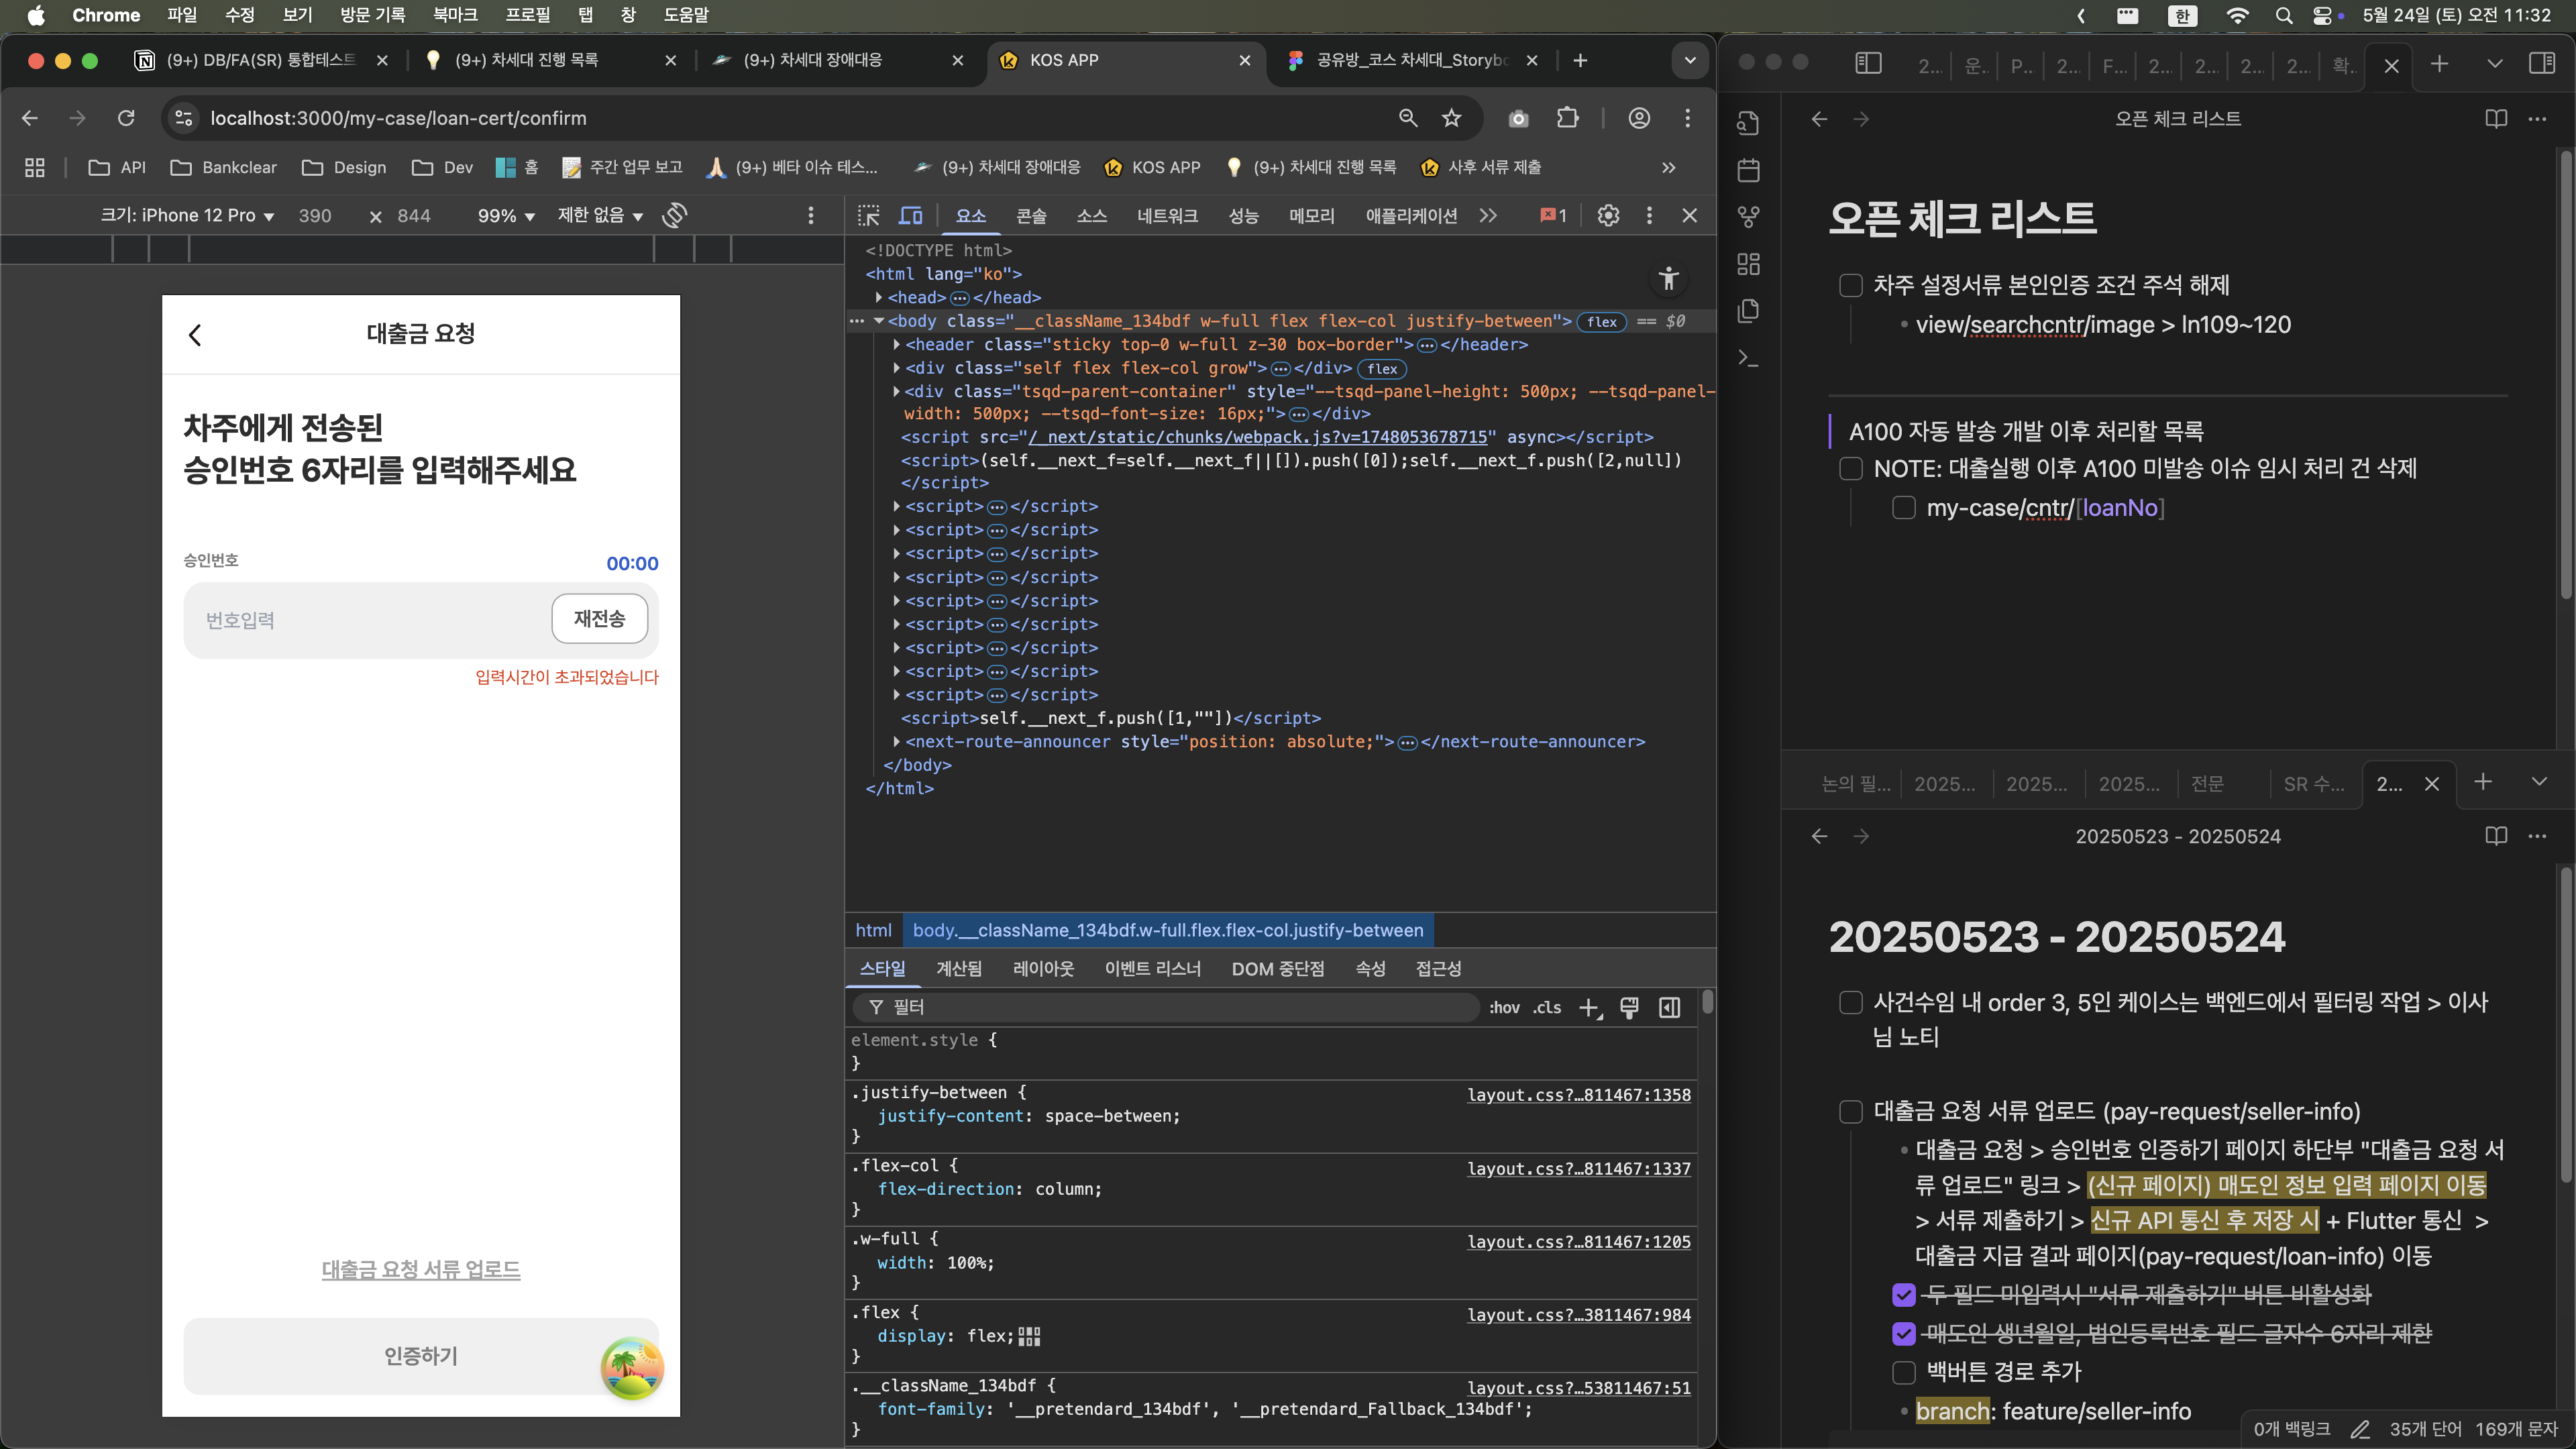 Chrome 파일 수정 보기 방문 기록 북마크 프로필 탭 창 도움말
한 5월 24일 (토) 오전 11:32
(9+) DB/FA(SR) 통합테스트
(9+) 차세대 진행 목록
(9+) 차세대 장애대응
KOS APP
공유방_코스 차세대_Storybo
localhost:3000/my-case/loan-cert/confirm
API Bankclear Design Dev 홈 주간 업무 보고 (9+) 베타 이슈 테스... (9+) 차세대 장애대응 KOS APP (9+) 차세대 진행 목록 사후 서류 제출 »
크기: iPhone 12 Pro 390 × 844 99% 제한 없음
대출금 요청
차주에게 전송된
승인번호 6자리를 입력해주세요
승인번호 00:00
번호입력 재전송
입력시간이 초과되었습니다
대출금 요청 서류 업로드
인증하기
요소 콘솔 소스 네트워크 성능 메모리 애플리케이션 1
<!DOCTYPE html>
<html lang="ko">
<head>…</head>
<body class="__className_134bdf w-full flex flex-col justify-between"> flex == $0
<header class="sticky top-0 w-full z-30 box-border">…</header>
<div class="self flex flex-col grow">…</div> flex
<div class="tsqd-parent-container" style="--tsqd-panel-height: 500px; --tsqd-panel-
width: 500px; --tsqd-font-size: 16px;">…</div>
<script src="/_next/static/chunks/webpack.js?v=1748053678715" async></script>
<script>(self.__next_f=self.__next_f||[]).push([0]);self.__next_f.push([2,null])
</script>
<script>…</script>
<script>…</script>
<script>…</script>
<script>…</script>
<script>…</script>
<script>…</script>
<script>…</script>
<script>…</script>
<script>…</script>
<script>self.__next_f.push([1,""])</script>
<next-route-announcer style="position: absolute;">…</next-route-announcer>
</body>
</html>
html body.__className_134bdf.w-full.flex.flex-col.justify-between
스타일 계산됨 레이아웃 이벤트 리스너 DOM 중단점 속성 접근성
필터 :hov .cls
element.style {
}
.justify-between { layout.css?…811467:1358
justify-content: space-between;
}
.flex-col { layout.css?…811467:1337
flex-direction: column;
}
.w-full { layout.css?…811467:1205
width: 100%;
}
.flex { layout.css?…3811467:984
display: flex;
}
.__className_134bdf { layout.css?…53811467:51
font-family: '__pretendard_134bdf', '__pretendard_Fallback_134bdf';
}
2... 운.. P... 2... F... 2... 2... 2... 2... 확..
오픈 체크 리스트
오픈 체크 리스트
차주 설정서류 본인인증 조건 주석 해제
view/searchcntr/image > ln109~120
A100 자동 발송 개발 이후 처리할 목록
NOTE: 대출실행 이후 A100 미발송 이슈 임시 처리 건 삭제
my-case/cntr/[loanNo]
논의 필... 2025... 2025... 2025... 전문 SR 수... 2...
20250523 - 20250524
20250523 - 20250524
사건수임 내 order 3, 5인 케이스는 백엔드에서 필터링 작업 > 이사
님 노티
대출금 요청 서류 업로드 (pay-request/seller-info)
대출금 요청 > 승인번호 인증하기 페이지 하단부 "대출금 요청 서
류 업로드" 링크 > (신규 페이지) 매도인 정보 입력 페이지 이동
> 서류 제출하기 > 신규 API 통신 후 저장 시 + Flutter 통신 >
대출금 지급 결과 페이지(pay-request/loan-info) 이동
두 필드 미입력시 "서류 제출하기" 버튼 비활성화
매도인 생년월일, 법인등록번호 필드 글자수 6자리 제한
백버튼 경로 추가
branch: feature/seller-info
0개 백링크 35개 단어 169개 문자